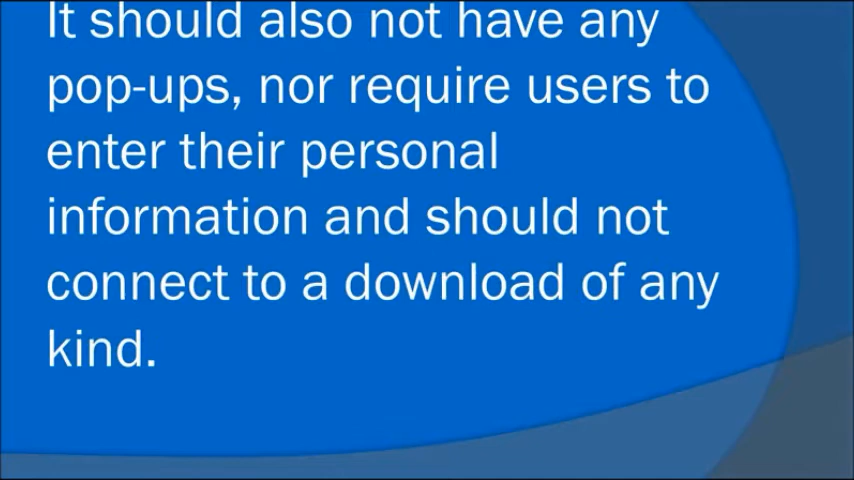 It should also not have any
pop-ups, nor require users to
enter their personal
information and should not
connect to a download of any
kind.